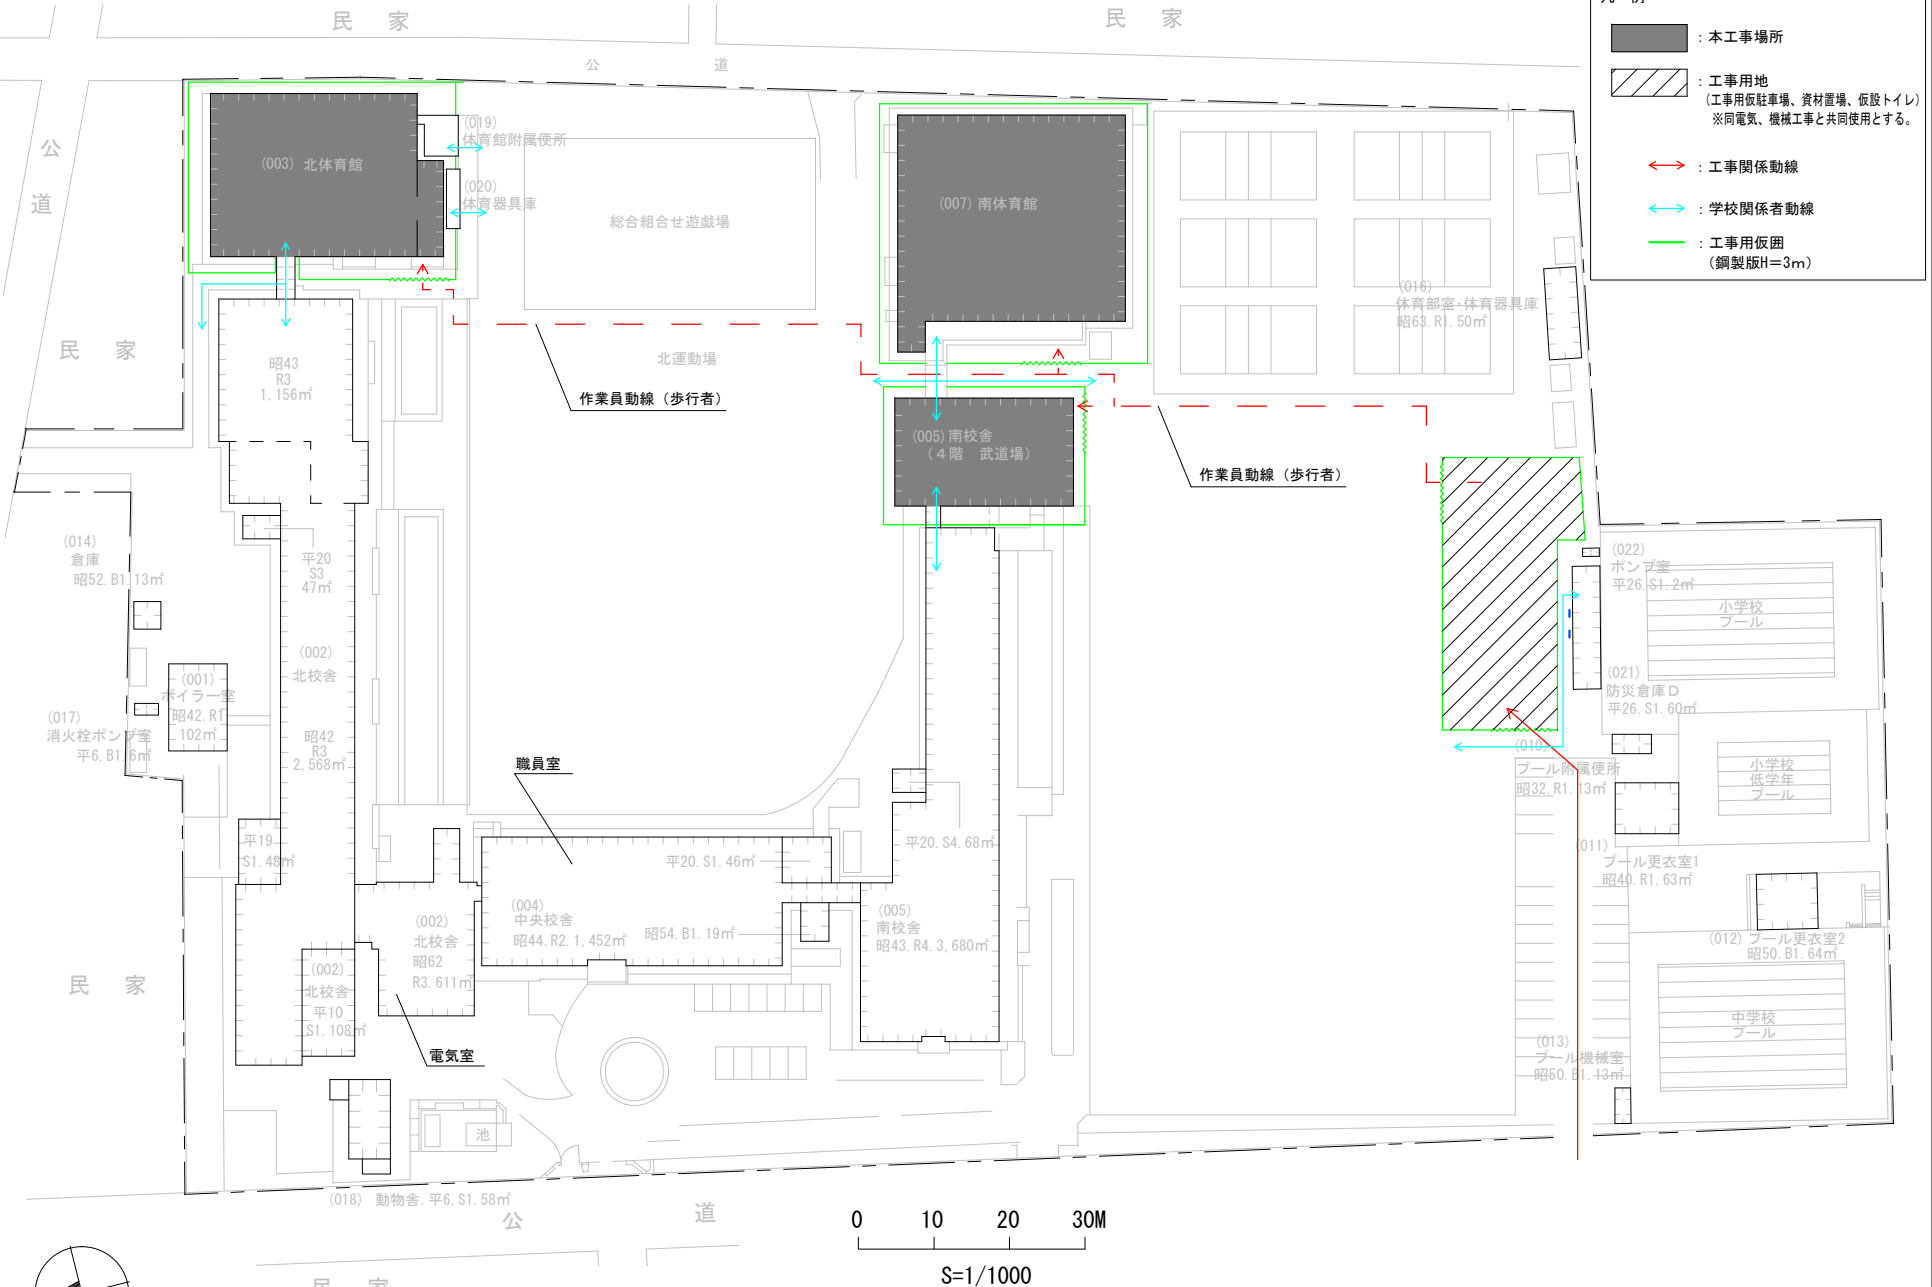 民　家
民　家
公　道
公
道
凡 例
：本工事場所
：工事用地
（工事用仮駐車場、資材置場、仮設トイレ）
※同電気、機械工事と共同使用とする。
：工事関係動線
：学校関係者動線
：工事用仮囲
（鋼製版H＝3m）
(003) 北体育館
(019)
体育館附属便所
(020)
体育器具庫
総合組合せ遊戯場
(007) 南体育館
(016)
体育部室・体育器具庫
昭63.R1.50㎡
民　家
昭43
R3
1,156㎡
北運動場
作業員動線（歩行者）
(005) 南校舎
（４階　武道場）
作業員動線（歩行者）
(014)
倉庫
昭52.B1.13㎡
平20
S3
47㎡
(022)
ポンプ室
平26.S1.2㎡
小学校
プール
(002)
北校舎
(001)
ボイラー室
昭42.R1
102㎡
(021)
防災倉庫Ｄ
平26.S1.60㎡
(017)
消火栓ポンプ室
平6.B1.6㎡
昭42
R3
2,568㎡
職員室
(010)
プール附属便所
昭32.R1.13㎡
小学校
低学年
プール
平19
S1.48㎡
平20.S1.46㎡
平20.S4.68㎡
(011)
プール更衣室1
昭40.R1.63㎡
(002)
北校舎
昭62
R3.611㎡
(004)
中央校舎
昭44.R2.1,452㎡
昭54.B1.19㎡
(005)
南校舎
昭43.R4.3,680㎡
(012) プール更衣室2
昭50.B1.64㎡
民　家
(002)
北校舎
平10
S1.108㎡
電気室
(013)
プール機械室
昭50.B1.13㎡
中学校
プール
池
(018) 動物舎.平6.S1.58㎡
公　道
0 10 20 30M
S=1/1000
民　家